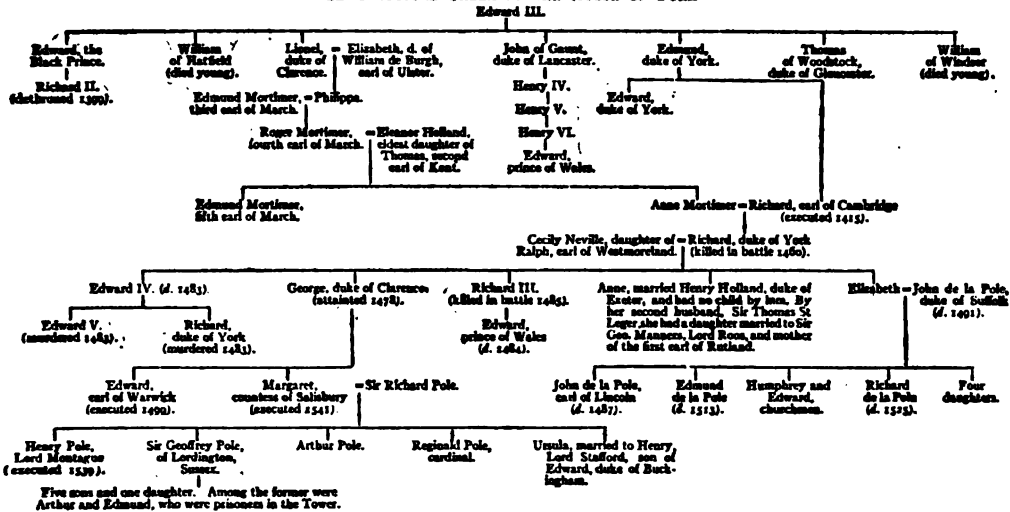 Edward III.
Edward, the
Black Prince.
Richard II.
(dethroned 1399).
William
of Hatfield
(died young).
Lionel,
duke of
Clarence.
= Elizabeth, d. of
William de Burgh,
earl of Ulster.
John of Gaunt,
duke of Lancaster.
Henry IV.
Henry V.
Henry VI.
Edward,
prince of Wales.
Edmund,
duke of York.
Edward,
duke of York.
Thomas
of Woodstock,
duke of Gloucester.
William
of Windsor
(died young).
Edmund Mortimer, = Philippa.
third earl of March.
Roger Mortimer,
fourth earl of March.
= Eleanor Holland,
eldest daughter of
Thomas, second
earl of Kent.
Edmund Mortimer,
fifth earl of March.
Anne Mortimer = Richard, earl of Cambridge
(executed 1415).
Cecily Neville, daughter of = Richard, duke of York
Ralph, earl of Westmoreland. (killed in battle 1460).
Edward IV. (d. 1483).
George, duke of Clarence
(attainted 1478).
Richard III.
(killed in battle 1485).
Anne, married Henry Holland, duke of
Exeter, and had no child by him. By
her second husband, Sir Thomas St
Leger, she had a daughter married to Sir
Geo. Manners, Lord Roos, and mother
of the first earl of Rutland.
Elizabeth = John de la Pole,
duke of Suffolk
(d. 1491).
Edward V.
(murdered 1483).
Richard,
duke of York
(murdered 1483).
Edward,
prince of Wales
(d. 1484).
Edward,
earl of Warwick
(executed 1499).
Margaret,
countess of Salisbury
(executed 1541).
= Sir Richard Pole.
John de la Pole,
earl of Lincoln
(d. 1487).
Edmund
de la Pole
(d. 1513).
Humphrey and
Edward,
churchmen.
Richard
de la Pole
(d. 1525).
Four
daughters.
Henry Pole,
Lord Montague
(executed 1539).
Sir Geoffrey Pole,
of Lordington,
Sussex.
Arthur Pole.
Reginald Pole,
cardinal.
Ursula, married to Henry,
Lord Stafford, son of
Edward, duke of Buck-
ingham.
Five sons and one daughter. Among the former were
Arthur and Edmund, who were prisoners in the Tower.